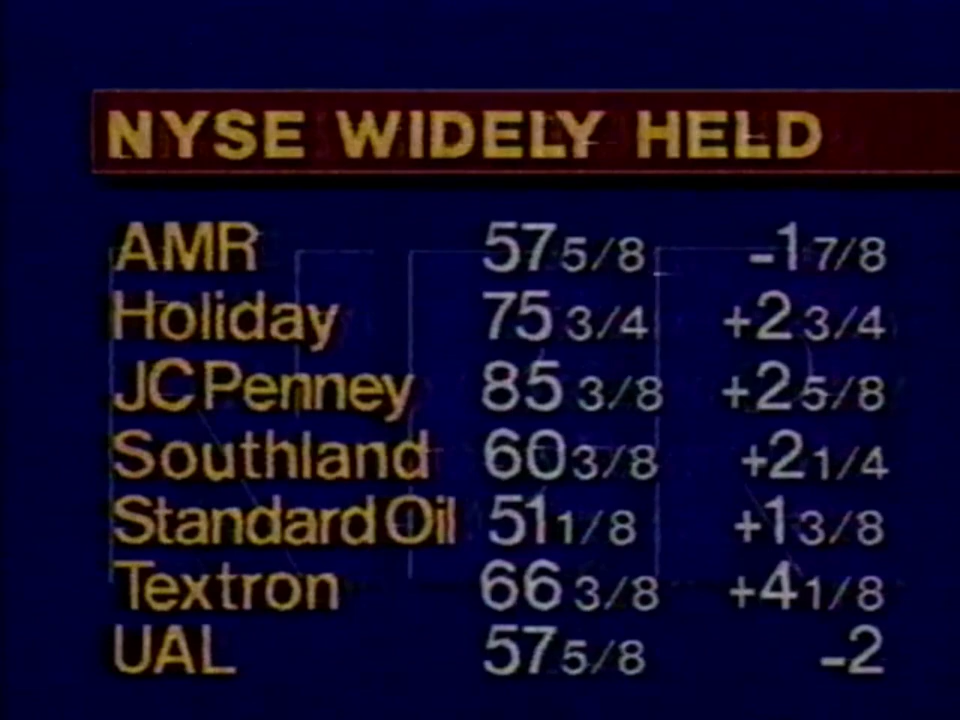 NYSE WIDELY HELD
AMR 57 5/8 -1 7/8
Holiday 75 3/4 +2 3/4
JC Penney 85 3/8 +2 5/8
Southland 60 3/8 +2 1/4
Standard Oil 51 1/8 +1 3/8
Textron 66 3/8 +4 1/8
UAL 57 5/8 -2